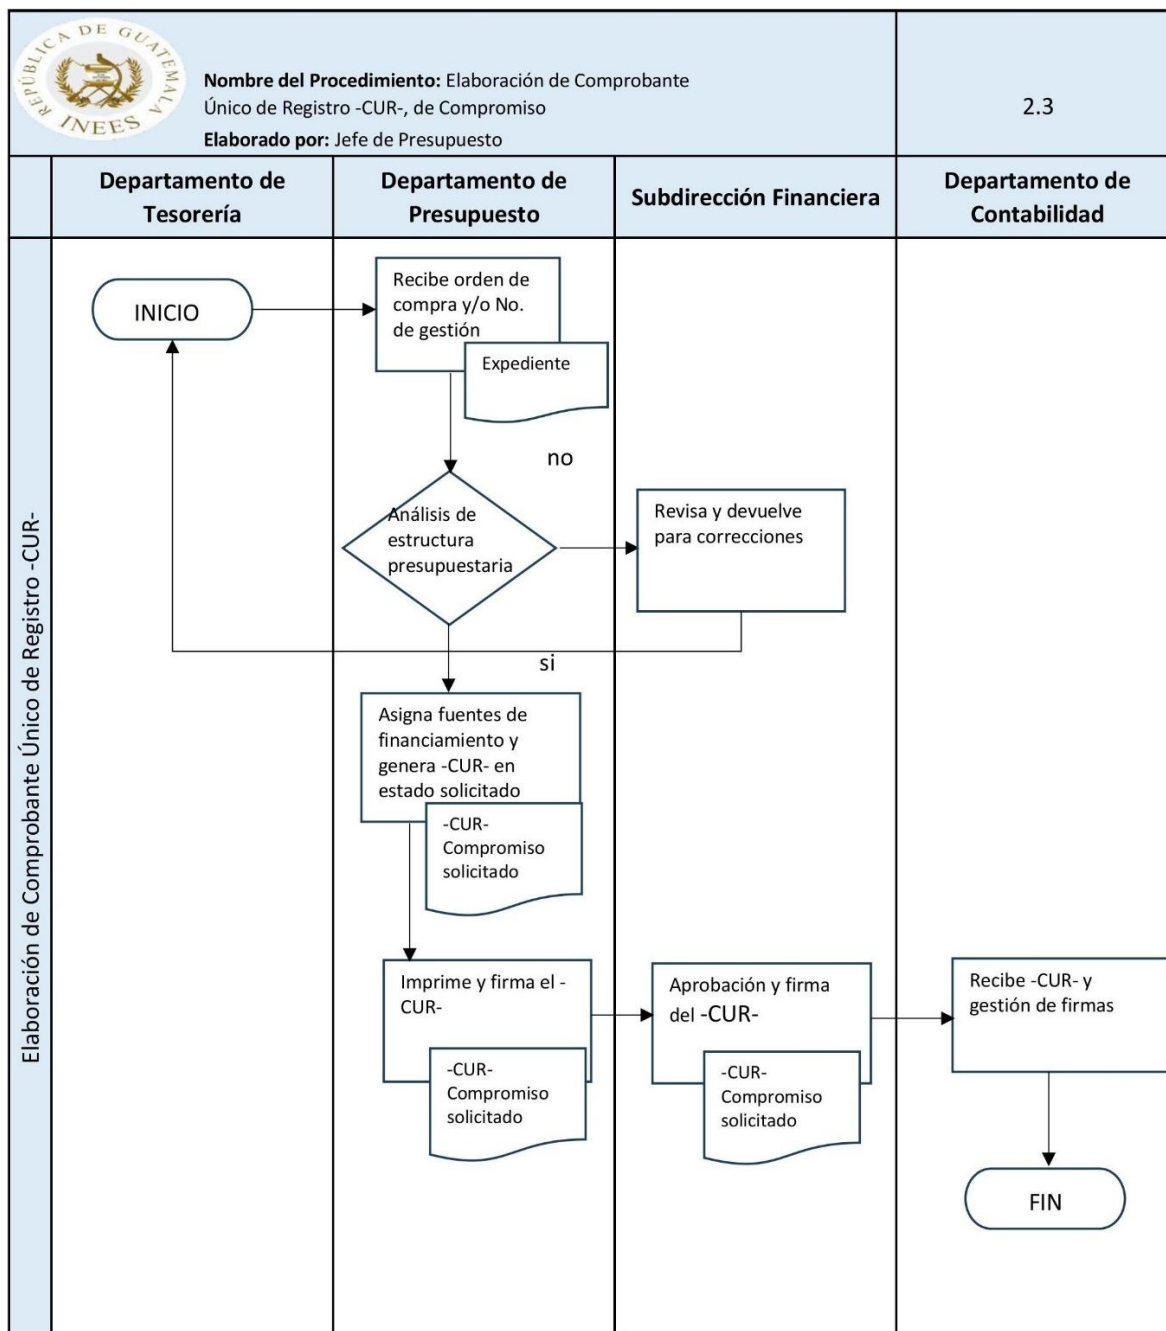 REPÚBLICA DE GUATEMALA
INEES
Nombre del Procedimiento: Elaboración de Comprobante
Único de Registro -CUR-, de Compromiso
Elaborado por: Jefe de Presupuesto
2.3
Departamento de
Tesorería
Departamento de
Presupuesto
Subdirección Financiera
Departamento de
Contabilidad
Elaboración de Comprobante Único de Registro -CUR-
INICIO
Recibe orden de
compra y/o No.
de gestión
Expediente
no
Análisis de
estructura
presupuestaria
Revisa y devuelve
para correcciones
si
Asigna fuentes de
financiamiento y
genera -CUR- en
estado solicitado
-CUR-
Compromiso
solicitado
Imprime y firma el -
CUR-
-CUR-
Compromiso
solicitado
Aprobación y firma
del -CUR-
-CUR-
Compromiso
solicitado
Recibe -CUR- y
gestión de firmas
FIN